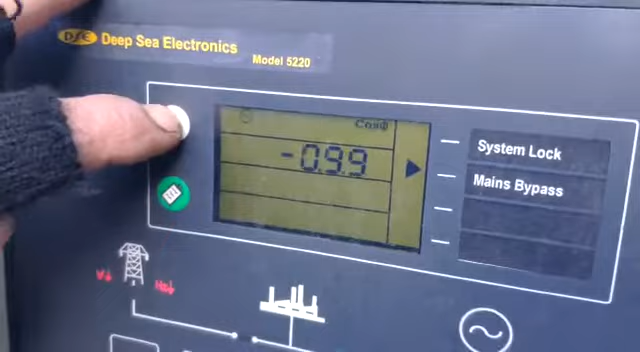 DSE Deep Sea Electronics
Model 5220
CosΦ
-0.99
System Lock
Mains Bypass